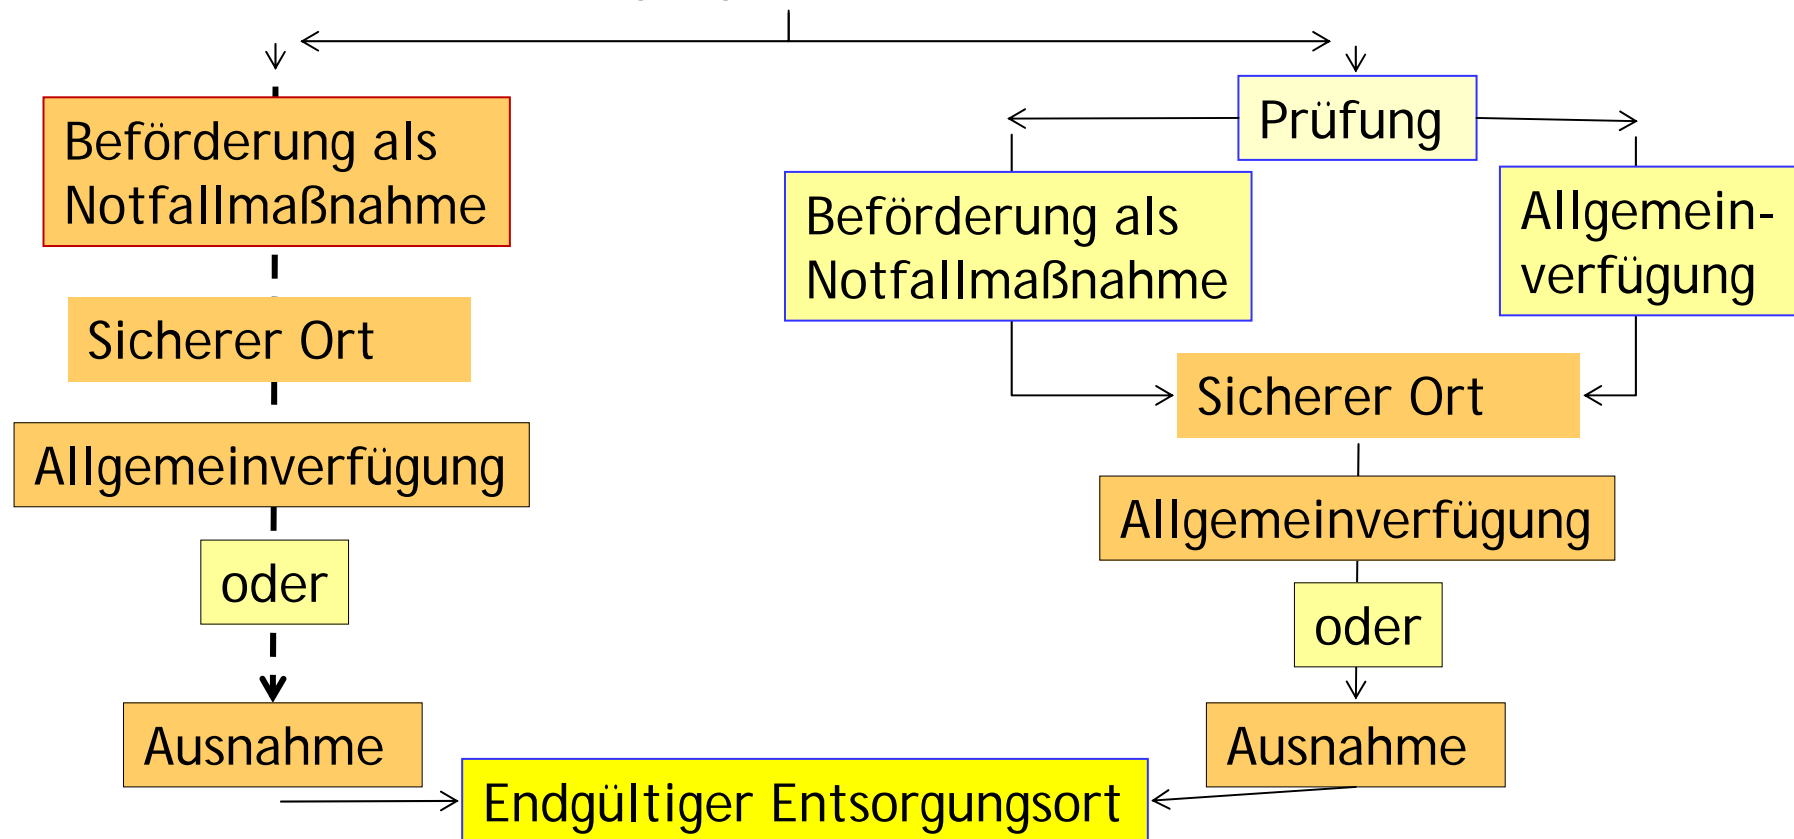 Beförderung als
Notfallmaßnahme
Sicherer Ort
Allgemeinverfügung
oder
Ausnahme
Prüfung
Beförderung als
Notfallmaßnahme
Allgemein-
verfügung
Sicherer Ort
Allgemeinverfügung
oder
Ausnahme
Endgültiger Entsorgungsort